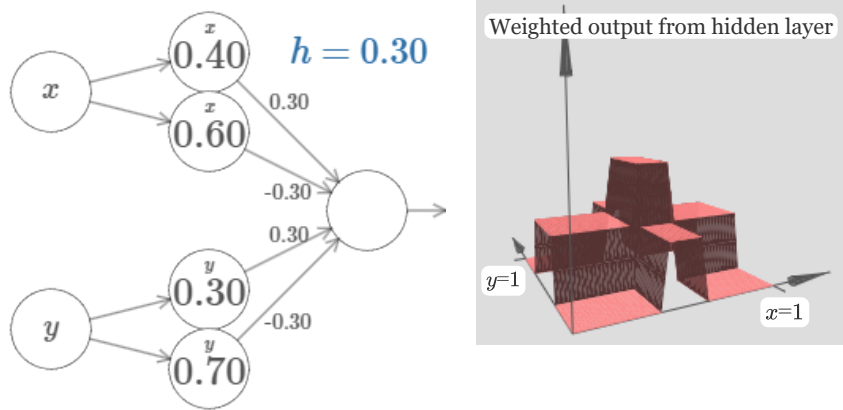 x
x
0.40
x
0.60
h = 0.30
0.30
-0.30
0.30
-0.30
y
y
0.30
y
0.70
Weighted output from hidden layer
y=1
x=1